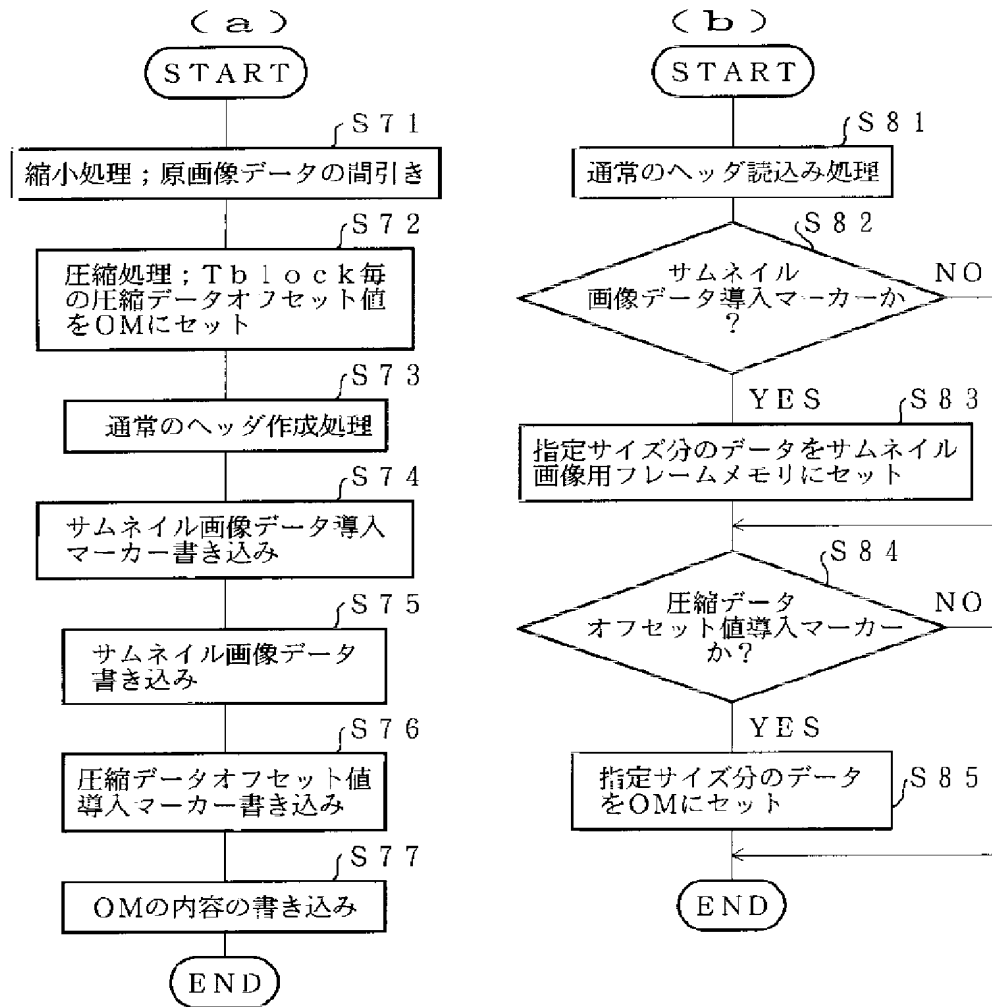 (a)
START
S71
縮小処理；原画像データの間引き
S72
圧縮処理；Tblock毎
の圧縮データオフセット値
をOMにセット
S73
通常のヘッダ作成処理
S74
サムネイル画像データ導入
マーカー書き込み
S75
サムネイル画像データ
書き込み
S76
圧縮データオフセット値
導入マーカー書き込み
S77
OMの内容の書き込み
END
(b)
START
S81
通常のヘッダ読込み処理
S82
サムネイル
画像データ導入マーカーか
？
NO
YES
S83
指定サイズ分のデータをサムネイル
画像用フレームメモリにセット
S84
圧縮データ
オフセット値導入マーカー
か？
NO
YES
指定サイズ分のデータ
をOMにセット
S85
END